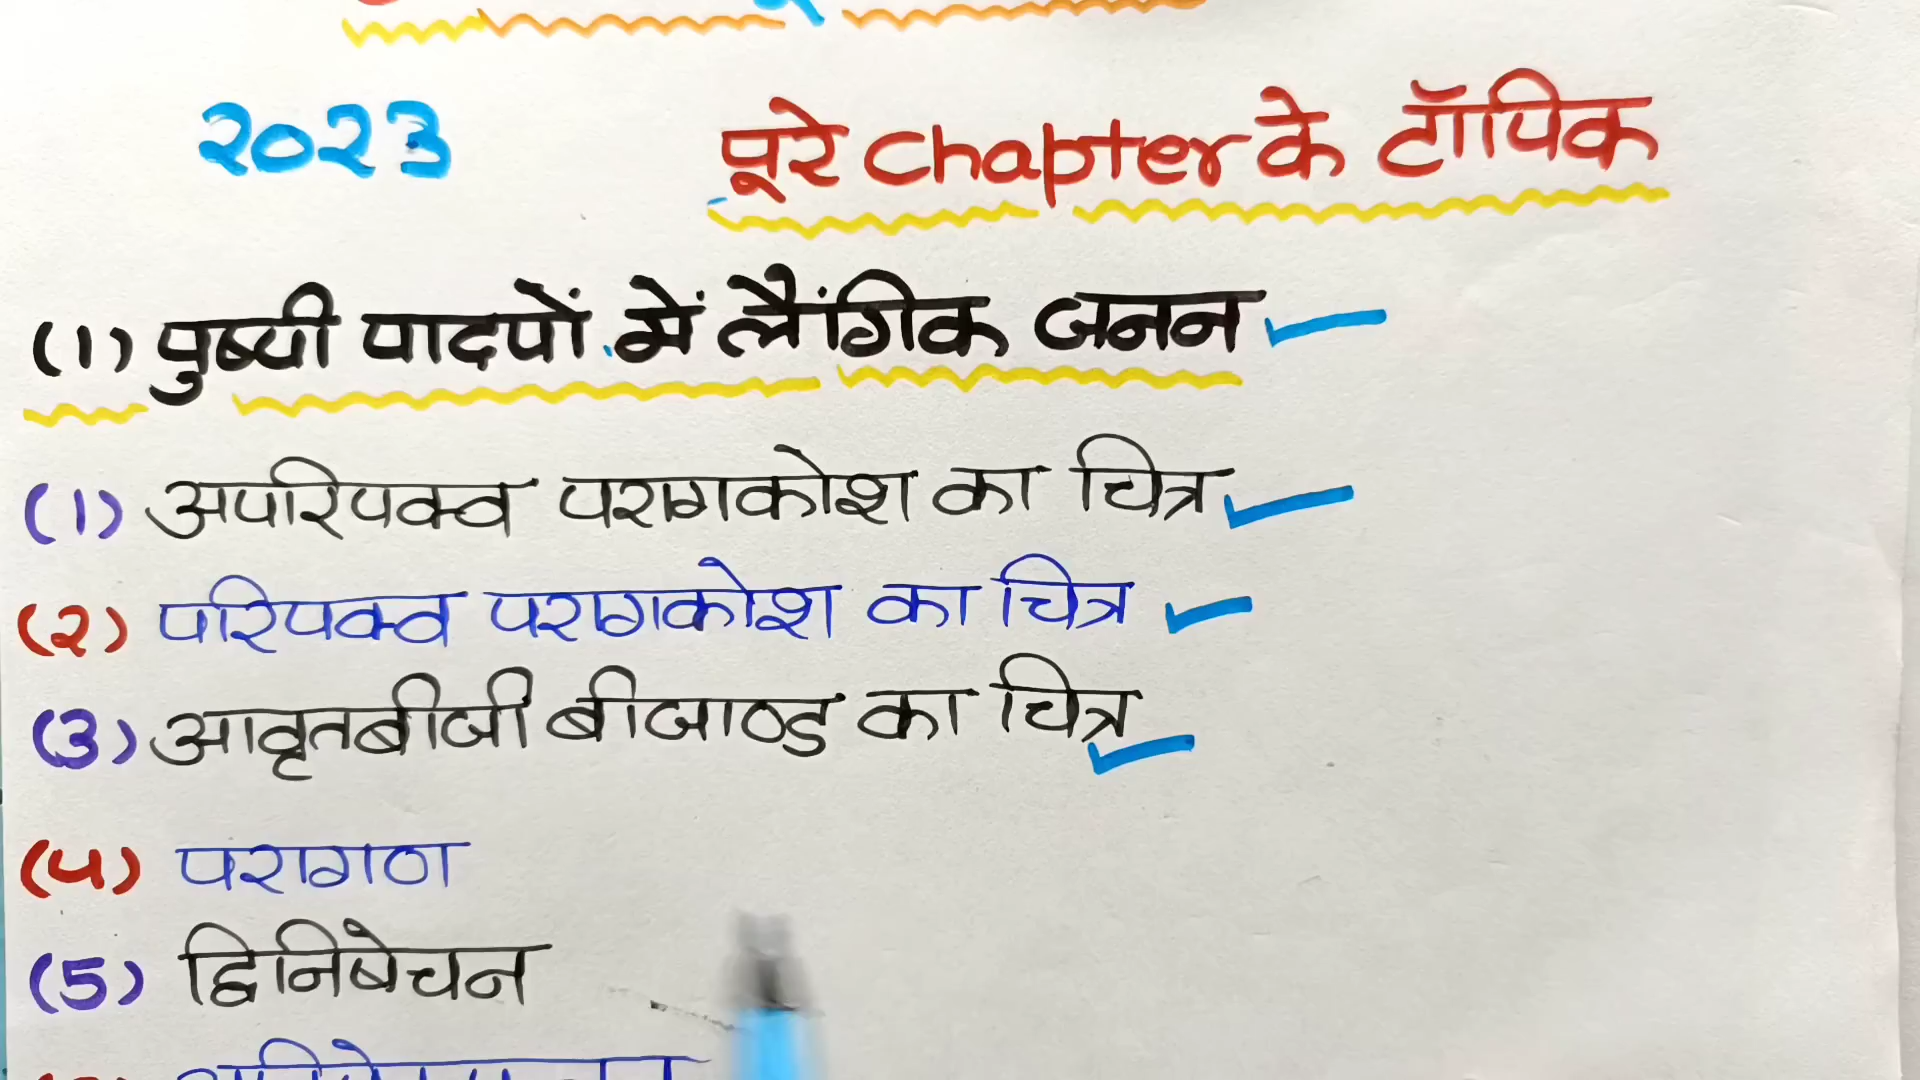 2023 पूरे Chapter के टॉपिक
(1) पुष्पी पादपों में लैंगिक जनन
(1) अपरिपक्व परागकोश का चित्र
(2) परिपक्व परागकोश का चित्र
(3) आवृतबीजी बीजाण्ड का चित्र
(4) परागण
(5) द्विनिषेचन